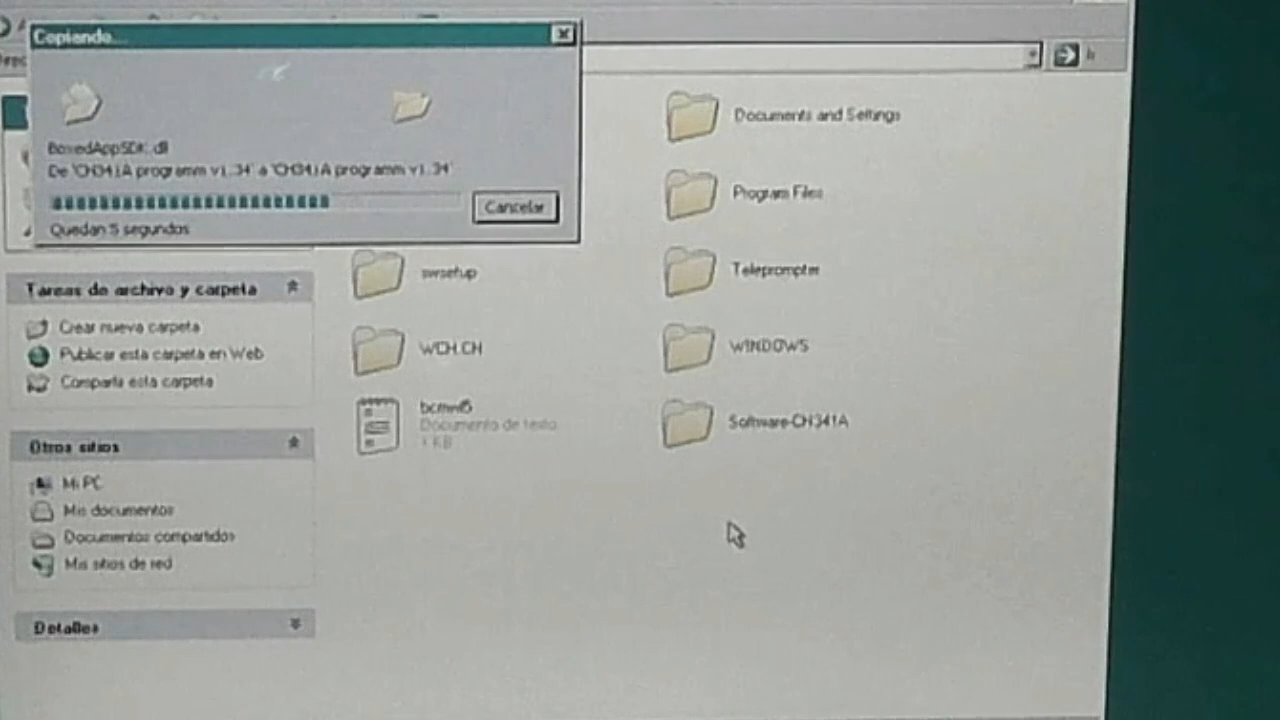 Copiando...
BoxedAppSDK.dll
De 'CH341A programm v1.34' a 'CH341A programm v1.34'
Cancelar
Quedan 5 segundos
Documents and Settings
Program Files
swsetup
Teleprompter
WCH.CN
WINDOWS
bcmwl5
Documento de texto
1 KB
Software-CH341A
Tareas de archivo y carpeta
Crear nueva carpeta
Publicar esta carpeta en Web
Compartir esta carpeta
Otros sitios
Mi PC
Mis documentos
Documentos compartidos
Mis sitios de red
Detalles